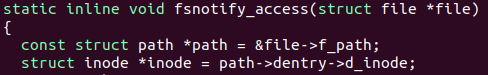 static inline void fsnotify_access(struct file *file)
{
  const struct path *path = &file->f_path;
  struct inode *inode = path->dentry->d_inode;